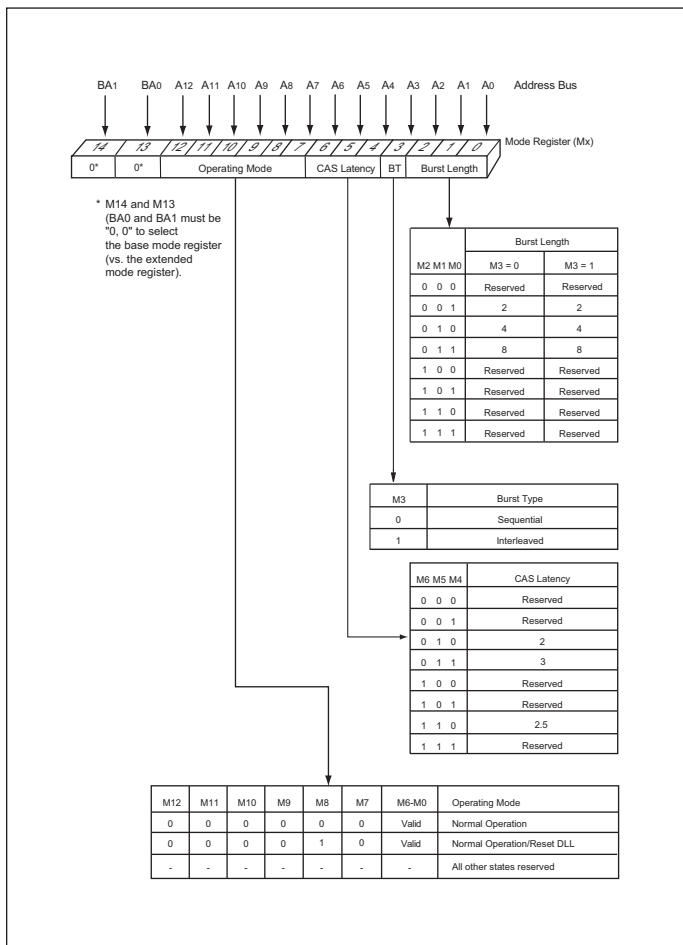 BA1 BA0 A12 A11 A10 A9 A8 A7 A6 A5 A4 A3 A2 A1 A0 Address Bus
14 13 12 11 10 9 8 7 6 5 4 3 2 1 0 Mode Register (Mx)
0* 0* Operating Mode CAS Latency BT Burst Length
* M14 and M13
(BA0 and BA1 must be
"0, 0" to select
the base mode register
(vs. the extended
mode register).
Burst Length
M2 M1 M0 M3 = 0 M3 = 1
0 0 0 Reserved Reserved
0 0 1 2 2
0 1 0 4 4
0 1 1 8 8
1 0 0 Reserved Reserved
1 0 1 Reserved Reserved
1 1 0 Reserved Reserved
1 1 1 Reserved Reserved
M3 Burst Type
0 Sequential
1 Interleaved
M6 M5 M4 CAS Latency
0 0 0 Reserved
0 0 1 Reserved
0 1 0 2
0 1 1 3
1 0 0 Reserved
1 0 1 Reserved
1 1 0 2.5
1 1 1 Reserved
M12 M11 M10 M9 M8 M7 M6-M0 Operating Mode
0 0 0 0 0 0 Valid Normal Operation
0 0 0 0 1 0 Valid Normal Operation/Reset DLL
- - - - - - - All other states reserved